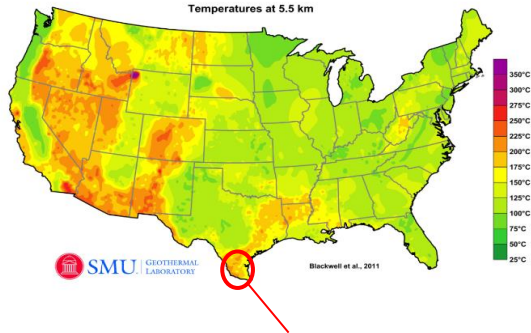 Temperatures at 5.5 km
350°C
300°C
275°C
250°C
225°C
200°C
175°C
150°C
125°C
100°C
75°C
50°C
25°C
SMU. GEOTHERMAL
LABORATORY
Blackwell et al., 2011